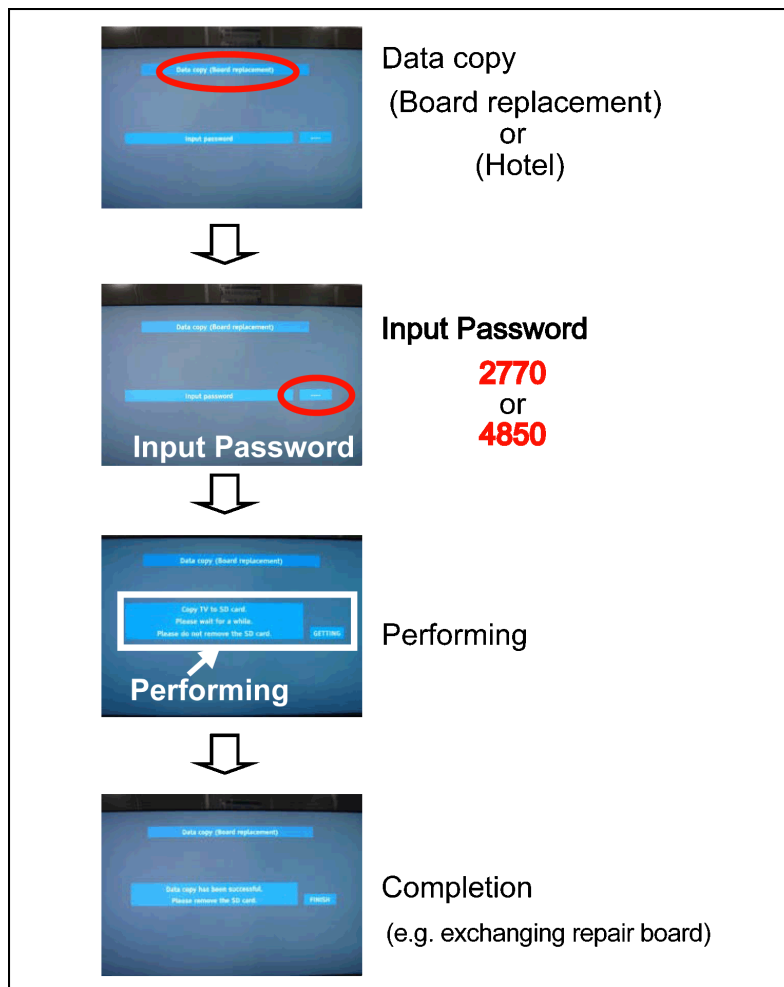 Data copy (Board replacement)
Input password
Data copy
(Board replacement)
or
(Hotel)
Data copy (Board replacement)
Input password
Input Password
Input Password
2770
or
4850
Data copy (Board replacement)
Copy TV to SD card.
Please wait for a while.
Please do not remove the SD card.
GETTING
Performing
Performing
Data copy (Board replacement)
Data copy has been successful.
Please remove the SD card.
FINISH
Completion
(e.g. exchanging repair board)